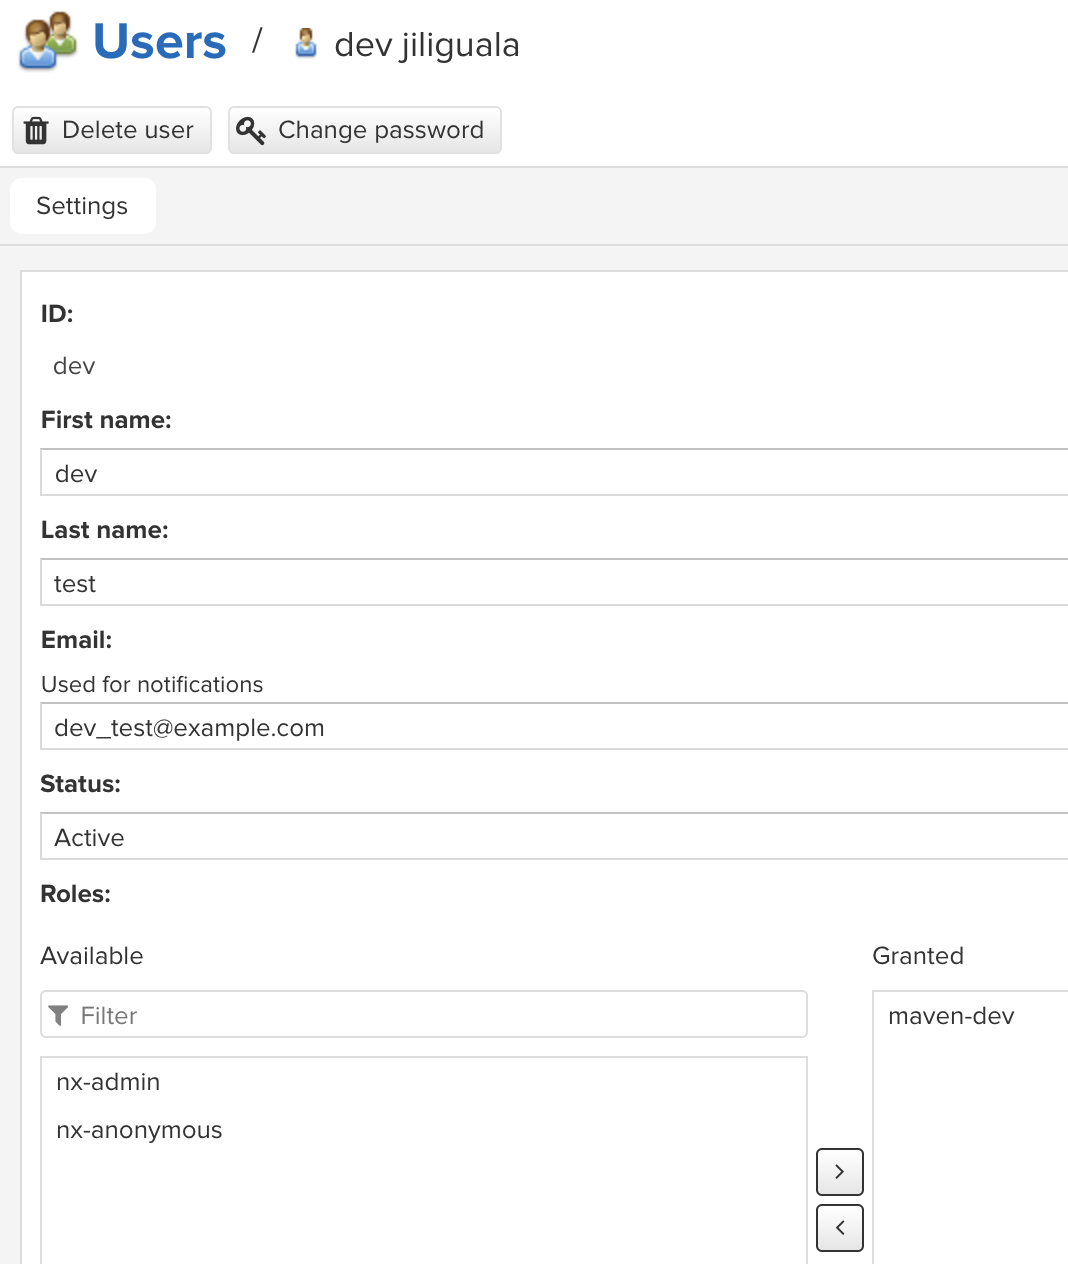 Users / dev jiliguala
Delete user Change password
Settings
ID:
dev
First name:
dev
Last name:
test
Email:
Used for notifications
dev_test@example.com
Status:
Active
Roles:
Available Granted
Filter maven-dev
nx-admin
nx-anonymous
>
<